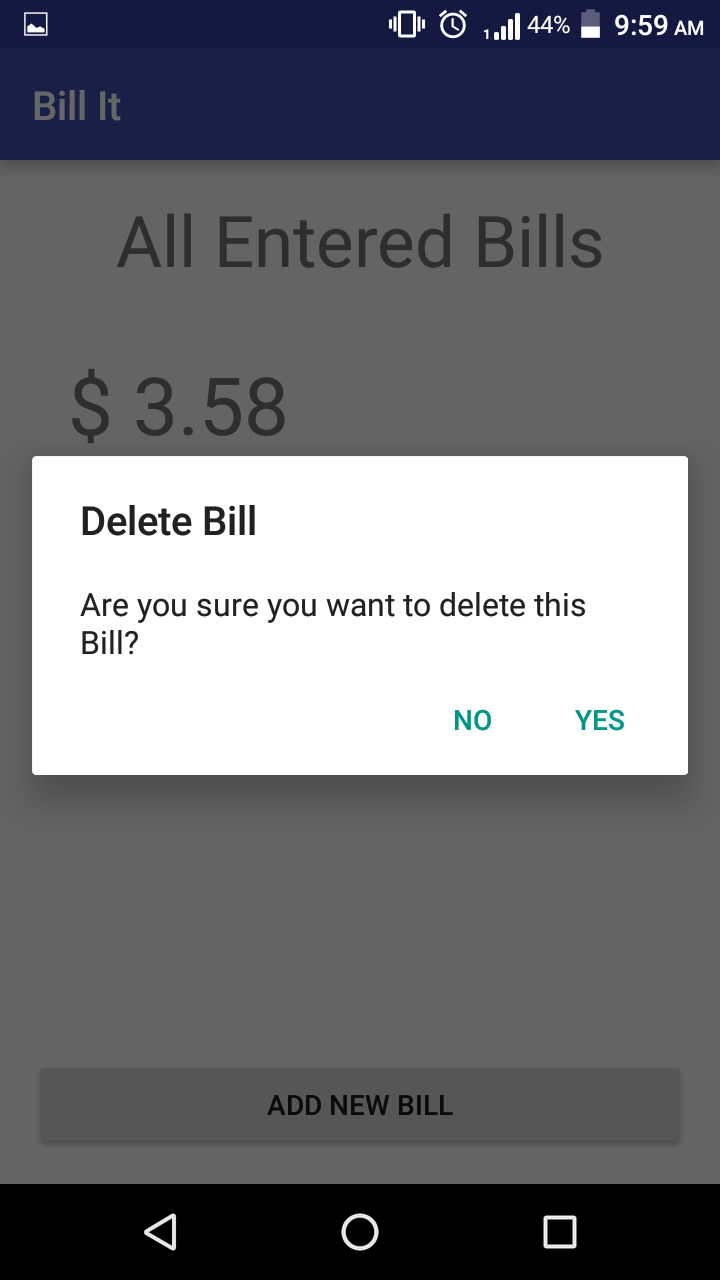 1 44% 9:59 AM
Bill It
All Entered Bills
$ 3.58
Delete Bill
Are you sure you want to delete this
Bill?
NO YES
ADD NEW BILL